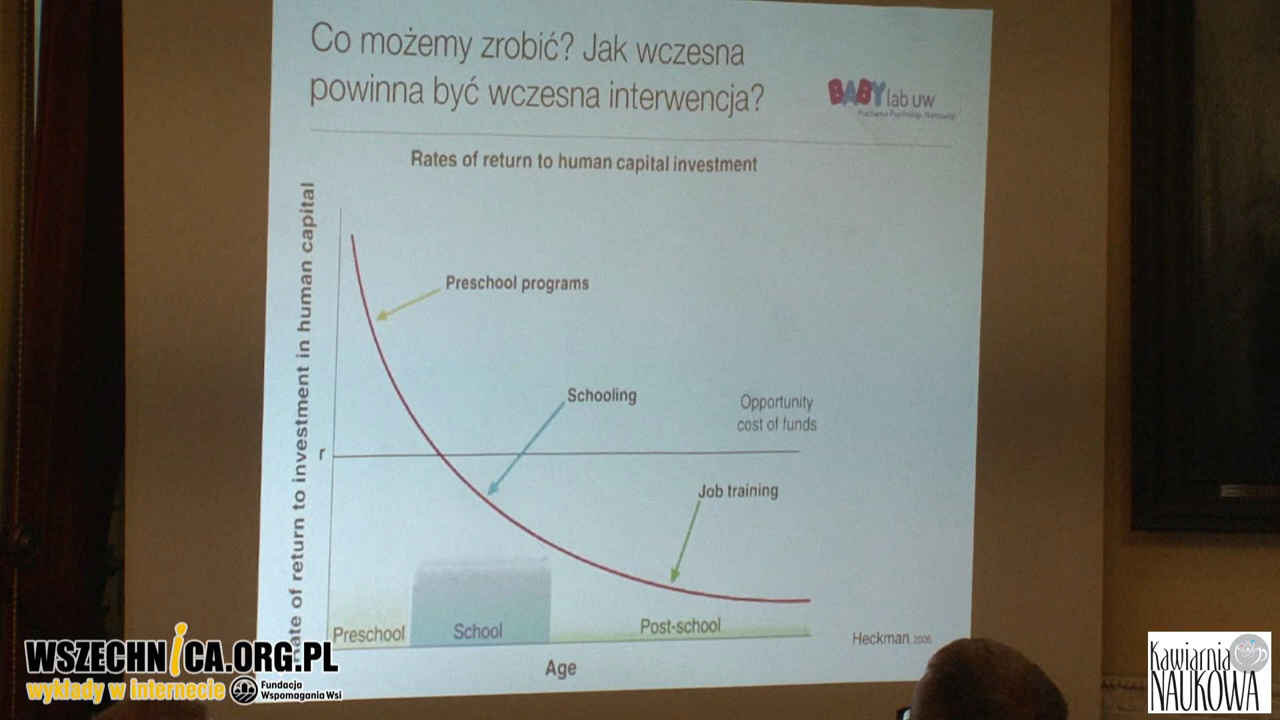 Co możemy zrobić? Jak wczesna
powinna być wczesna interwencja?
BABY lab uw
Rates of return to human capital investment
ate of return to investment in human capital
Preschool programs
Schooling
Opportunity
cost of funds
r
Job training
Preschool
School
Post-school
Heckman, 2006
Age
WSZECHNICA.ORG.PL
wykłady w internecie
Fundacja
Wspomagania Wsi
Kawiarnia
NAUKOWA